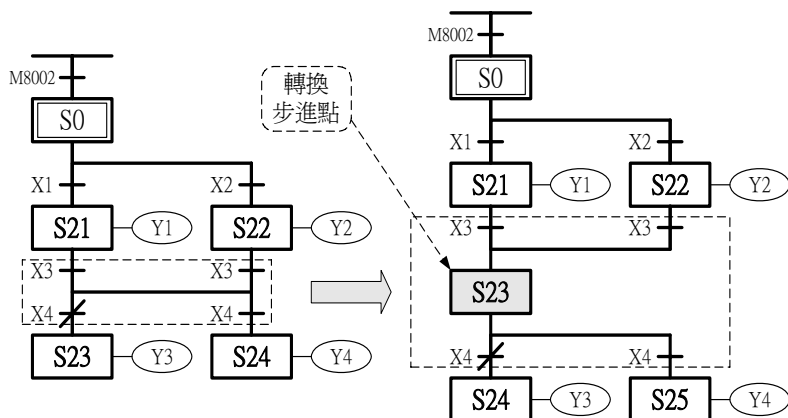 M8002
S0
X1 X2
S21 Y1 S22 Y2
X3 X3
X4 X4
S23 Y3 S24 Y4
轉換
步進點
M8002
S0
X1 X2
S21 Y1 S22 Y2
X3 X3
S23
X4 X4
S24 Y3 S25 Y4